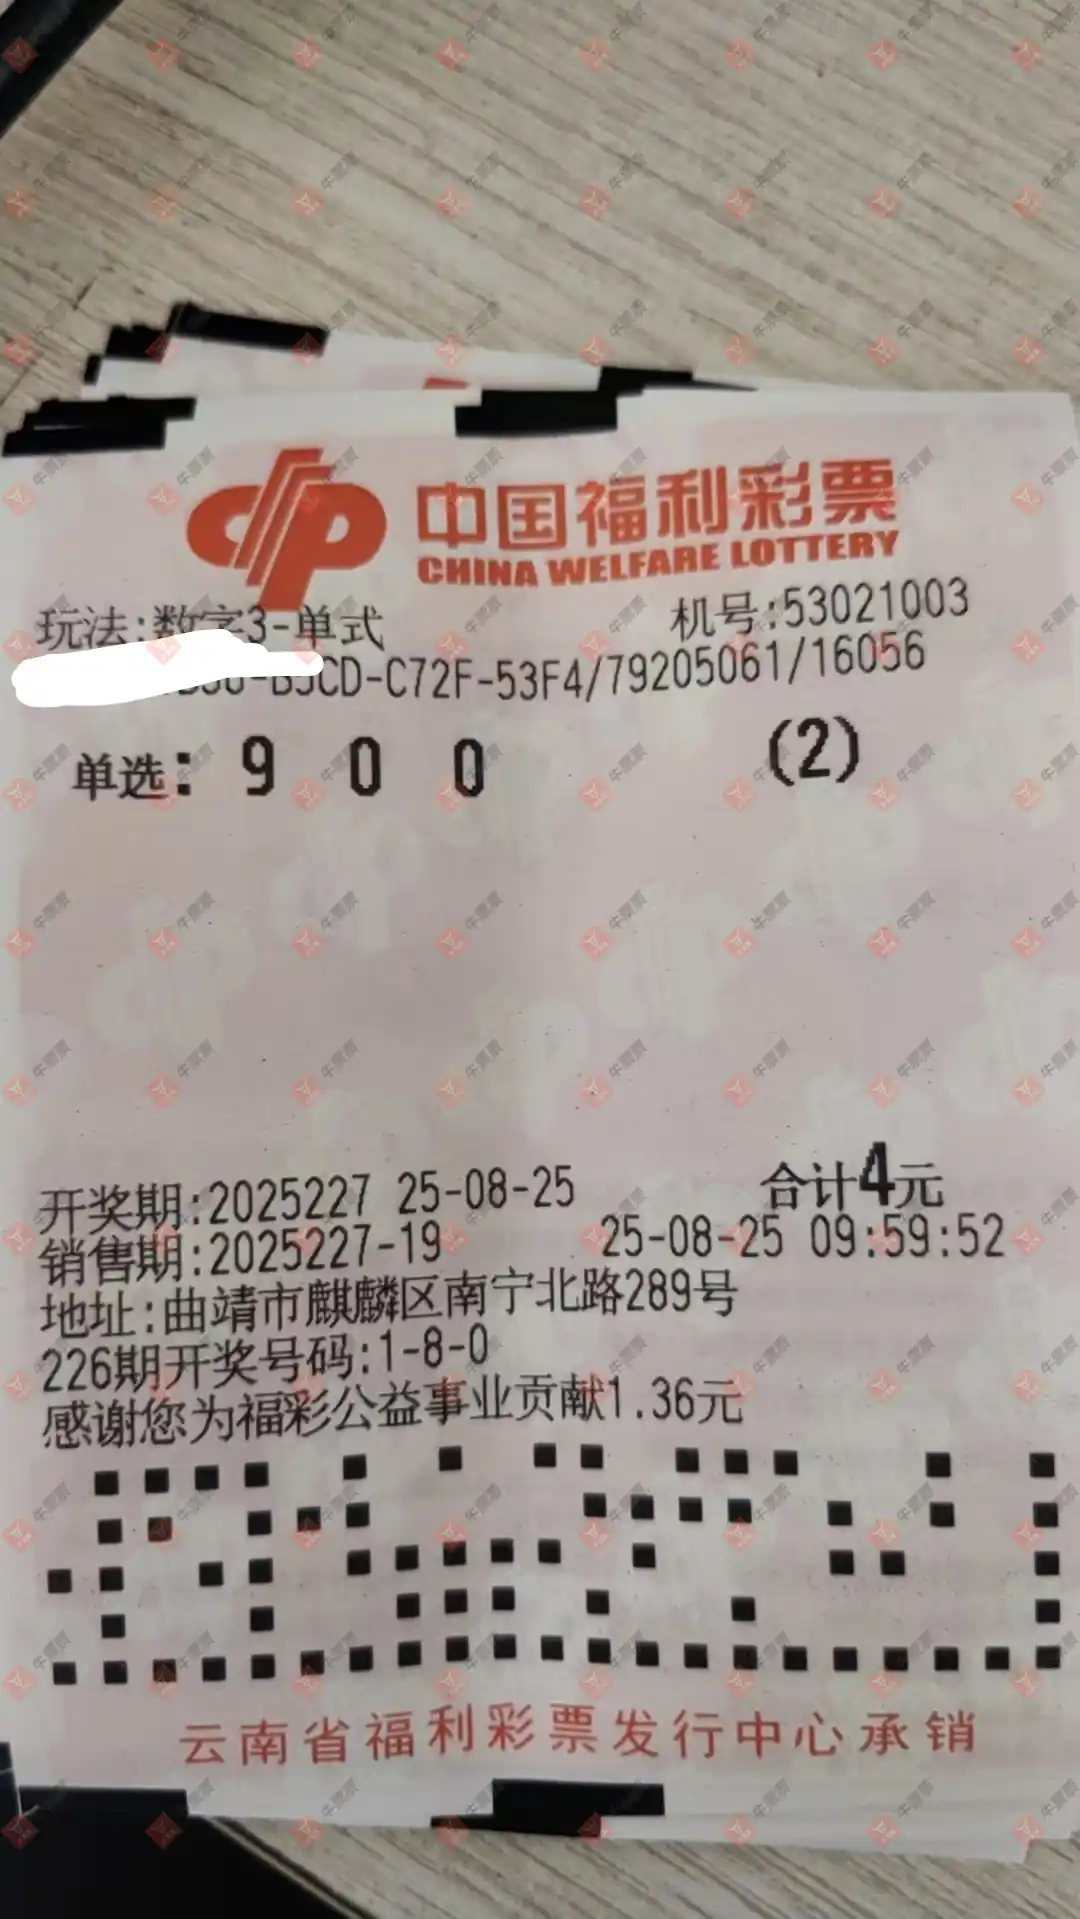 中国福利彩票
CHINA WELFARE LOTTERY
玩法:数字3-单式 机号:53021003
CD-C72F-53F4/79205061/16056
单选: 9 0 0 (2)
开奖期:2025227 25-08-25 合计4元
销售期:2025227-19 25-08-25 09:59:52
地址:曲靖市麒麟区南宁北路289号
226期开奖号码:1-8-0
感谢您为福彩公益事业贡献1.36元
云南省福利彩票发行中心承销
牛票票